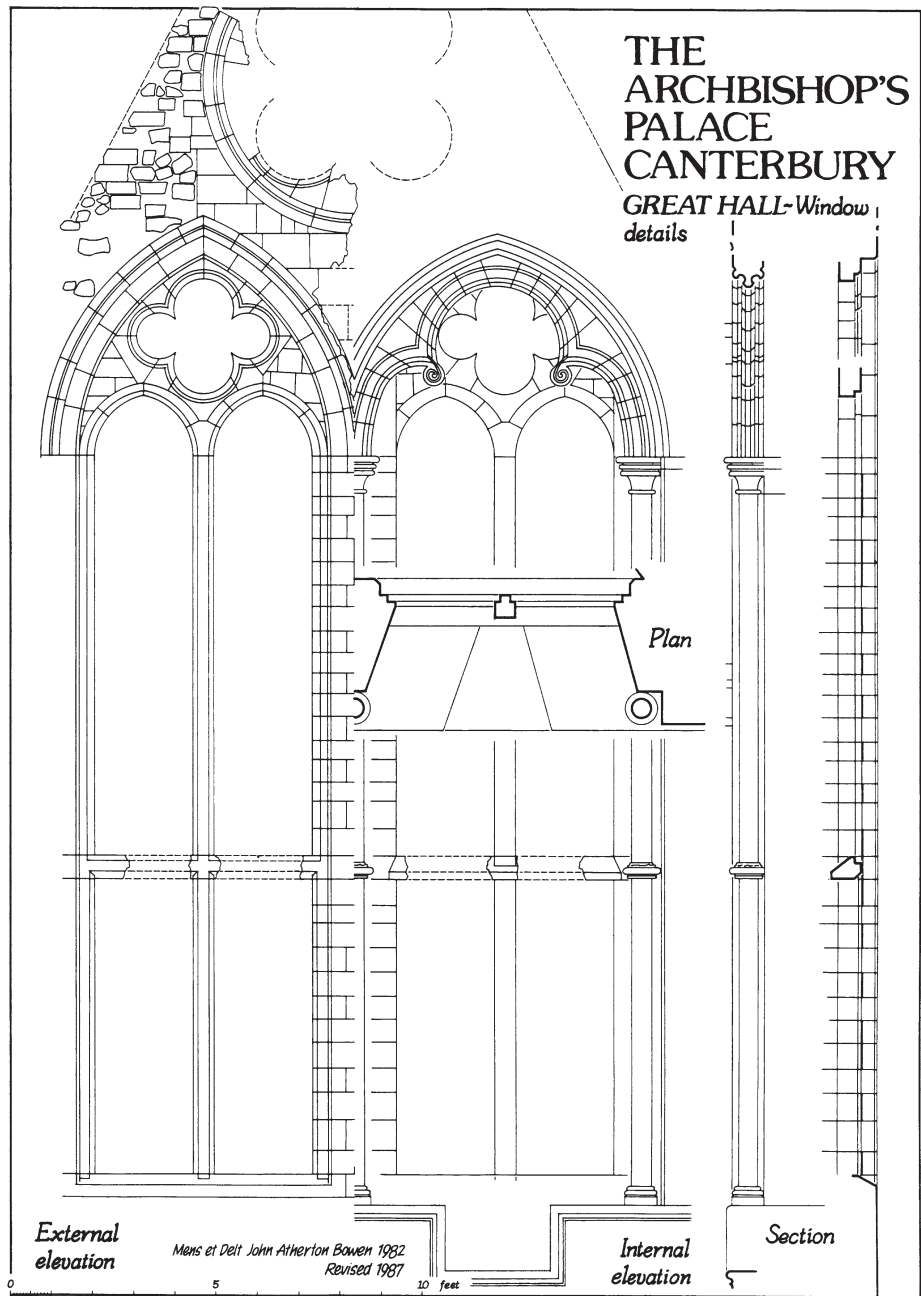 THE
ARCHBISHOP'S
PALACE
CANTERBURY
GREAT HALL~Window
details
Plan
External
elevation
Mens et Delt John Atherton Bowen 1982
Revised 1987
Internal
elevation
Section
0 5 10 feet